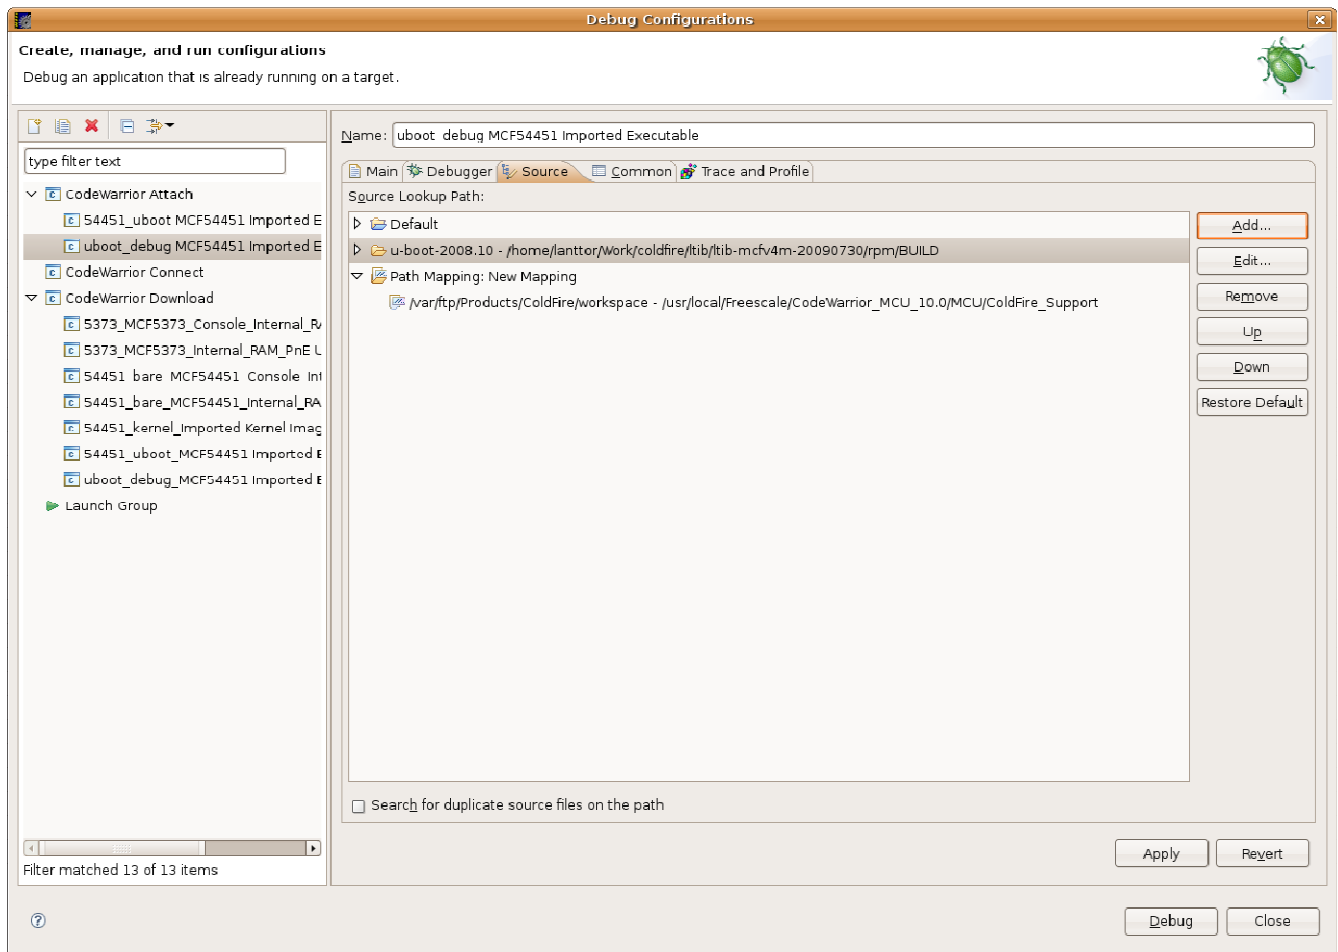 Debug Configurations
Create, manage, and run configurations
Debug an application that is already running on a target.
type filter text
CodeWarrior Attach
54451_uboot MCF54451 Imported E
uboot_debug MCF54451 Imported E
CodeWarrior Connect
CodeWarrior Download
5373_MCF5373_Console_Internal_RA
5373_MCF5373_Internal_RAM_PnE U
54451_bare_MCF54451_Console_Int
54451_bare_MCF54451_Internal_RA
54451_kernel_Imported Kernel Imag
54451_uboot_MCF54451 Imported E
uboot_debug_MCF54451 Imported E
Launch Group
Filter matched 13 of 13 items
Name: uboot_debug MCF54451 Imported Executable
Main Debugger Source Common Trace and Profile
Source Lookup Path:
Default
u-boot-2008.10 - /home/lanttor/Work/coldfire/ltib/ltib-mcfv4m-20090730/rpm/BUILD
Path Mapping: New Mapping
/var/ftp/Products/ColdFire/workspace - /usr/local/Freescale/CodeWarrior_MCU_10.0/MCU/ColdFire_Support
Add...
Edit...
Remove
Up
Down
Restore Default
Search for duplicate source files on the path
Apply Revert
? Debug Close